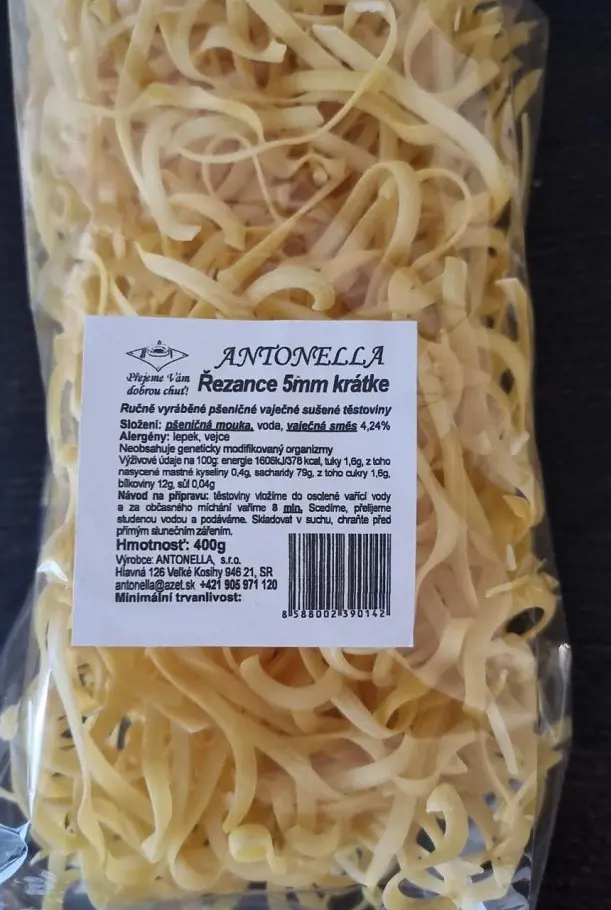 ANTONELLA
Přejeme Vám
dobrou chuť!
Řezance 5mm krátke
Ručně vyráběné pšeničné vaječné sušené těstoviny
Složení: pšeničná mouka, voda, vaječná směs 4,24%
Alergény: lepek, vejce
Neobsahuje geneticky modifikovaný organizmy
Výživové údaje na 100g: energie 1606kJ/378 kcal, tuky 1,6g, z toho
nasycené mastné kyseliny 0,4g, sacharidy 79g, z toho cukry 1,6g,
bílkoviny 12g, sůl 0,04g
Návod na přípravu: těstoviny vložíme do osolené vařící vody
a za občasného míchání vaříme 8 min. Scedíme, přelijeme
studenou vodou a podáváme. Skladovat v suchu, chraňte před
přímým slunečním zářením.
Hmotnosť: 400g
Výrobce: ANTONELLA, s.r.o.
Hlavná 126 Veľké Kosihy 946 21, SR
antonella@azet.sk +421 905 971 120
Minimální trvanlivost:
8 588002 390142